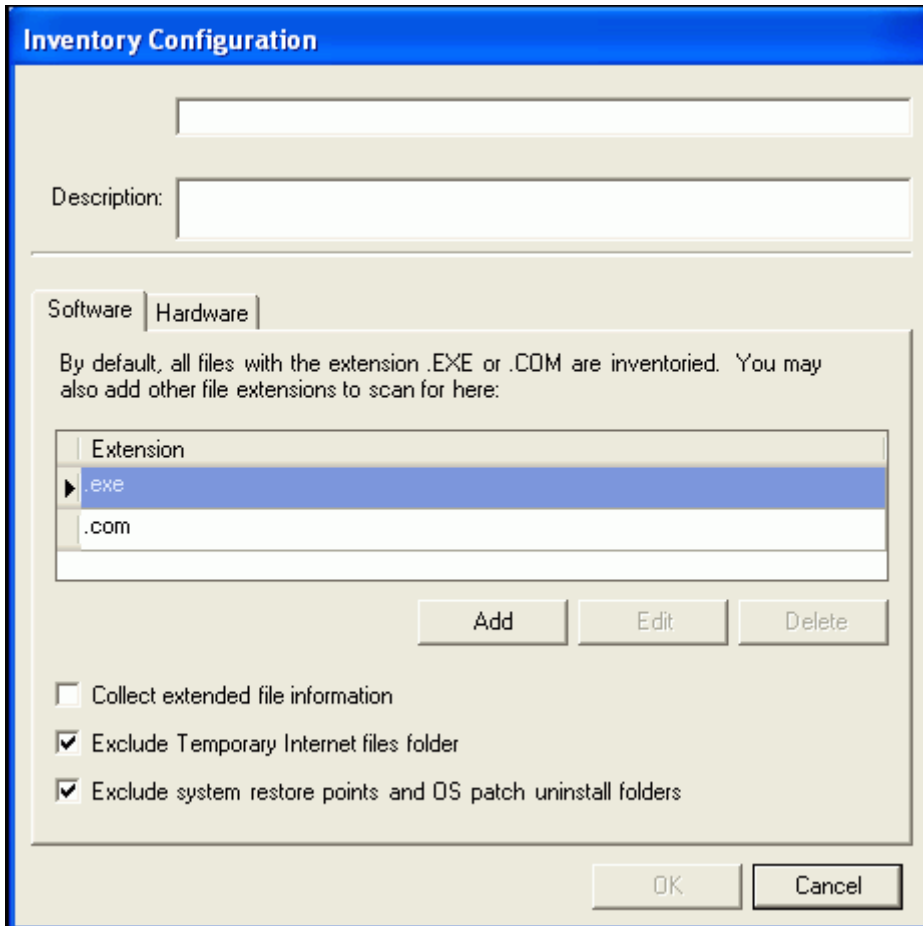 Inventory Configuration
Description:
Software
Hardware
By default, all files with the extension .EXE or .COM are inventoried.  You may
also add other file extensions to scan for here:
Extension
.exe
.com
Add
Edit
Delete
Collect extended file information
Exclude Temporary Internet files folder
Exclude system restore points and OS patch uninstall folders
OK
Cancel